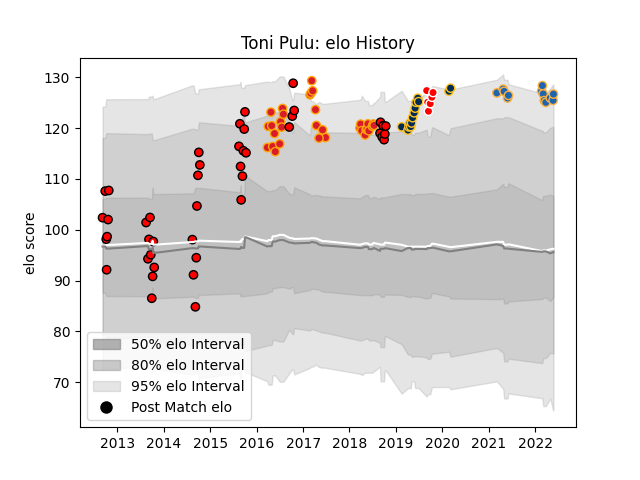 Toni Pulu: elo History
elo score
130
120
110
100
90
80
70
50% elo Interval
80% elo Interval
95% elo Interval
Post Match elo
2013 2014 2015 2016 2017 2018 2019 2020 2021 2022